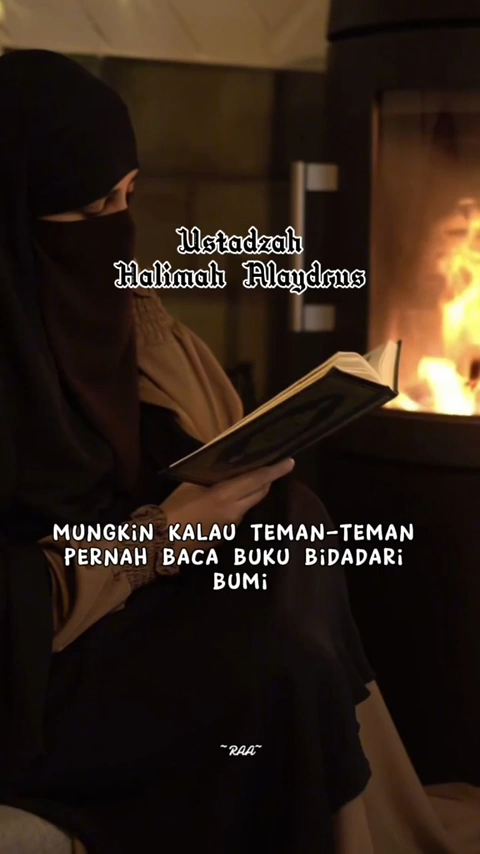 Ustadzah
Halimah Alaydrus
MUNGKiN KALAU TEMAN-TEMAN
PERNAH BACA BUKU BiDADARi
BUMi
~RAA~